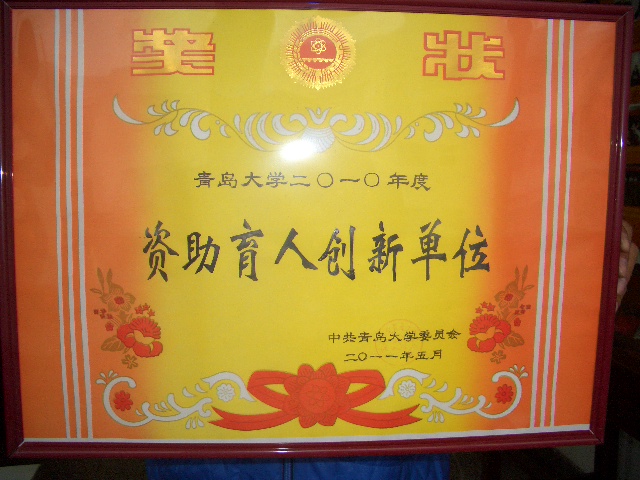 奖状
青岛大学二〇一〇年度
资助育人创新单位
中共青岛大学委员会
二〇一一年五月